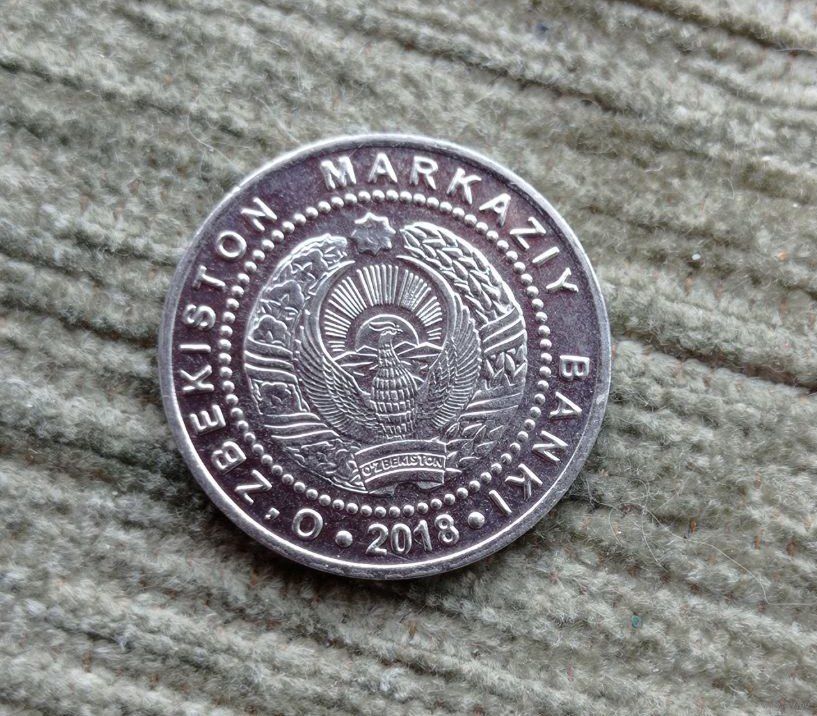 O'ZBEKISTON MARKAZIY BANKI
• 2018 •
O'ZBEKISTON